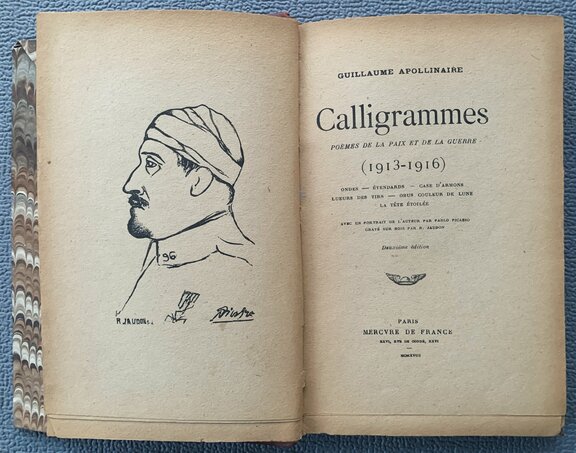 96
R. JAUDON Sc.
Picasso
GUILLAUME APOLLINAIRE
Calligrammes
POÈMES DE LA PAIX ET DE LA GUERRE
(1913-1916)
ONDES — ÉTENDARDS — CASE D'ARMONS
LUEURS DES TIRS — OBUS COULEUR DE LUNE
LA TÊTE ÉTOILÉE
AVEC UN PORTRAIT DE L'AUTEUR PAR PABLO PICASSO
GRAVÉ SUR BOIS PAR R. JAUDON
Deuxième édition
PARIS
MERCVRE DE FRANCE
XXVI, RVE DE CONDÉ, XXVI
MCMXVIII